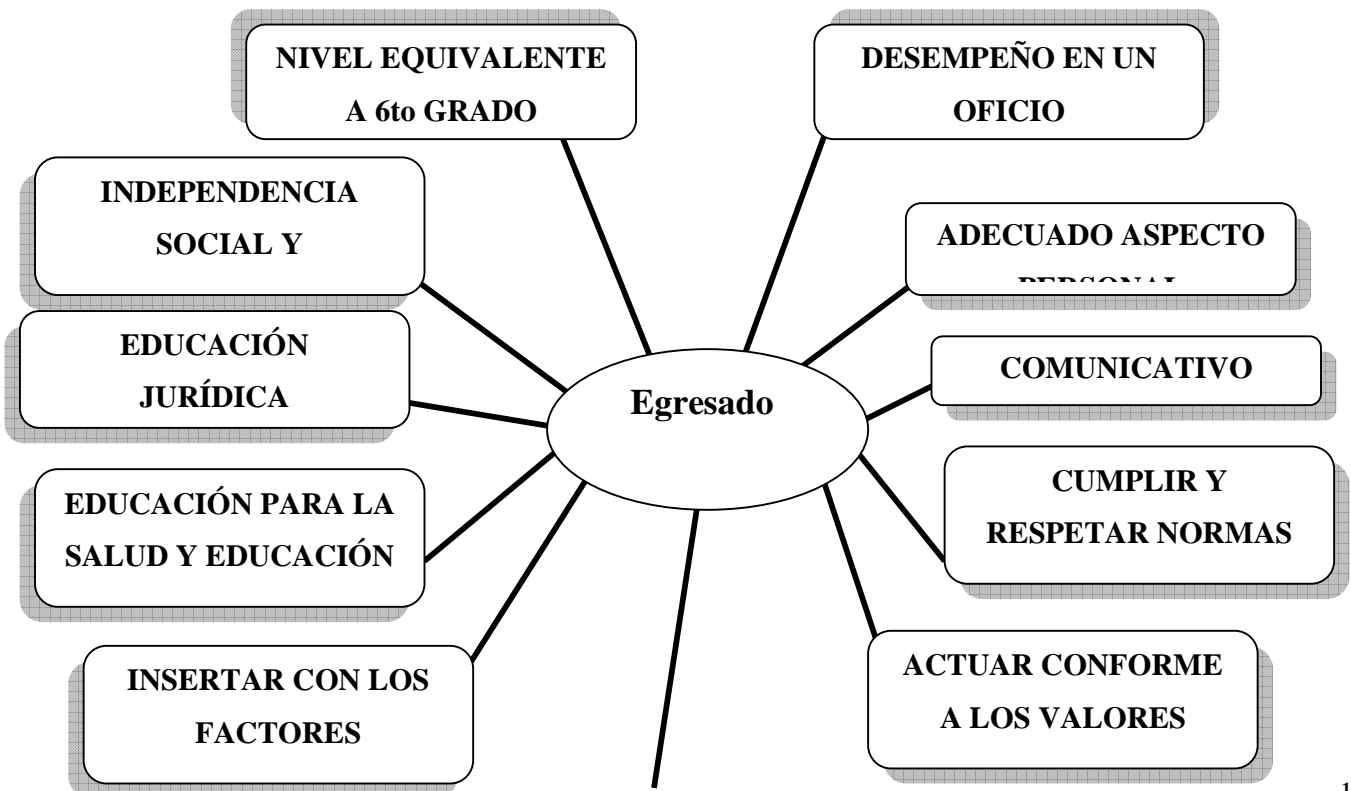 NIVEL EQUIVALENTE
A 6to GRADO
DESEMPEÑO EN UN
OFICIO
INDEPENDENCIA
SOCIAL Y
ADECUADO ASPECTO
PERSONAL
EDUCACIÓN
JURÍDICA
COMUNICATIVO
Egresado
EDUCACIÓN PARA LA
SALUD Y EDUCACIÓN
CUMPLIR Y
RESPETAR NORMAS
INSERTAR CON LOS
FACTORES
ACTUAR CONFORME
A LOS VALORES